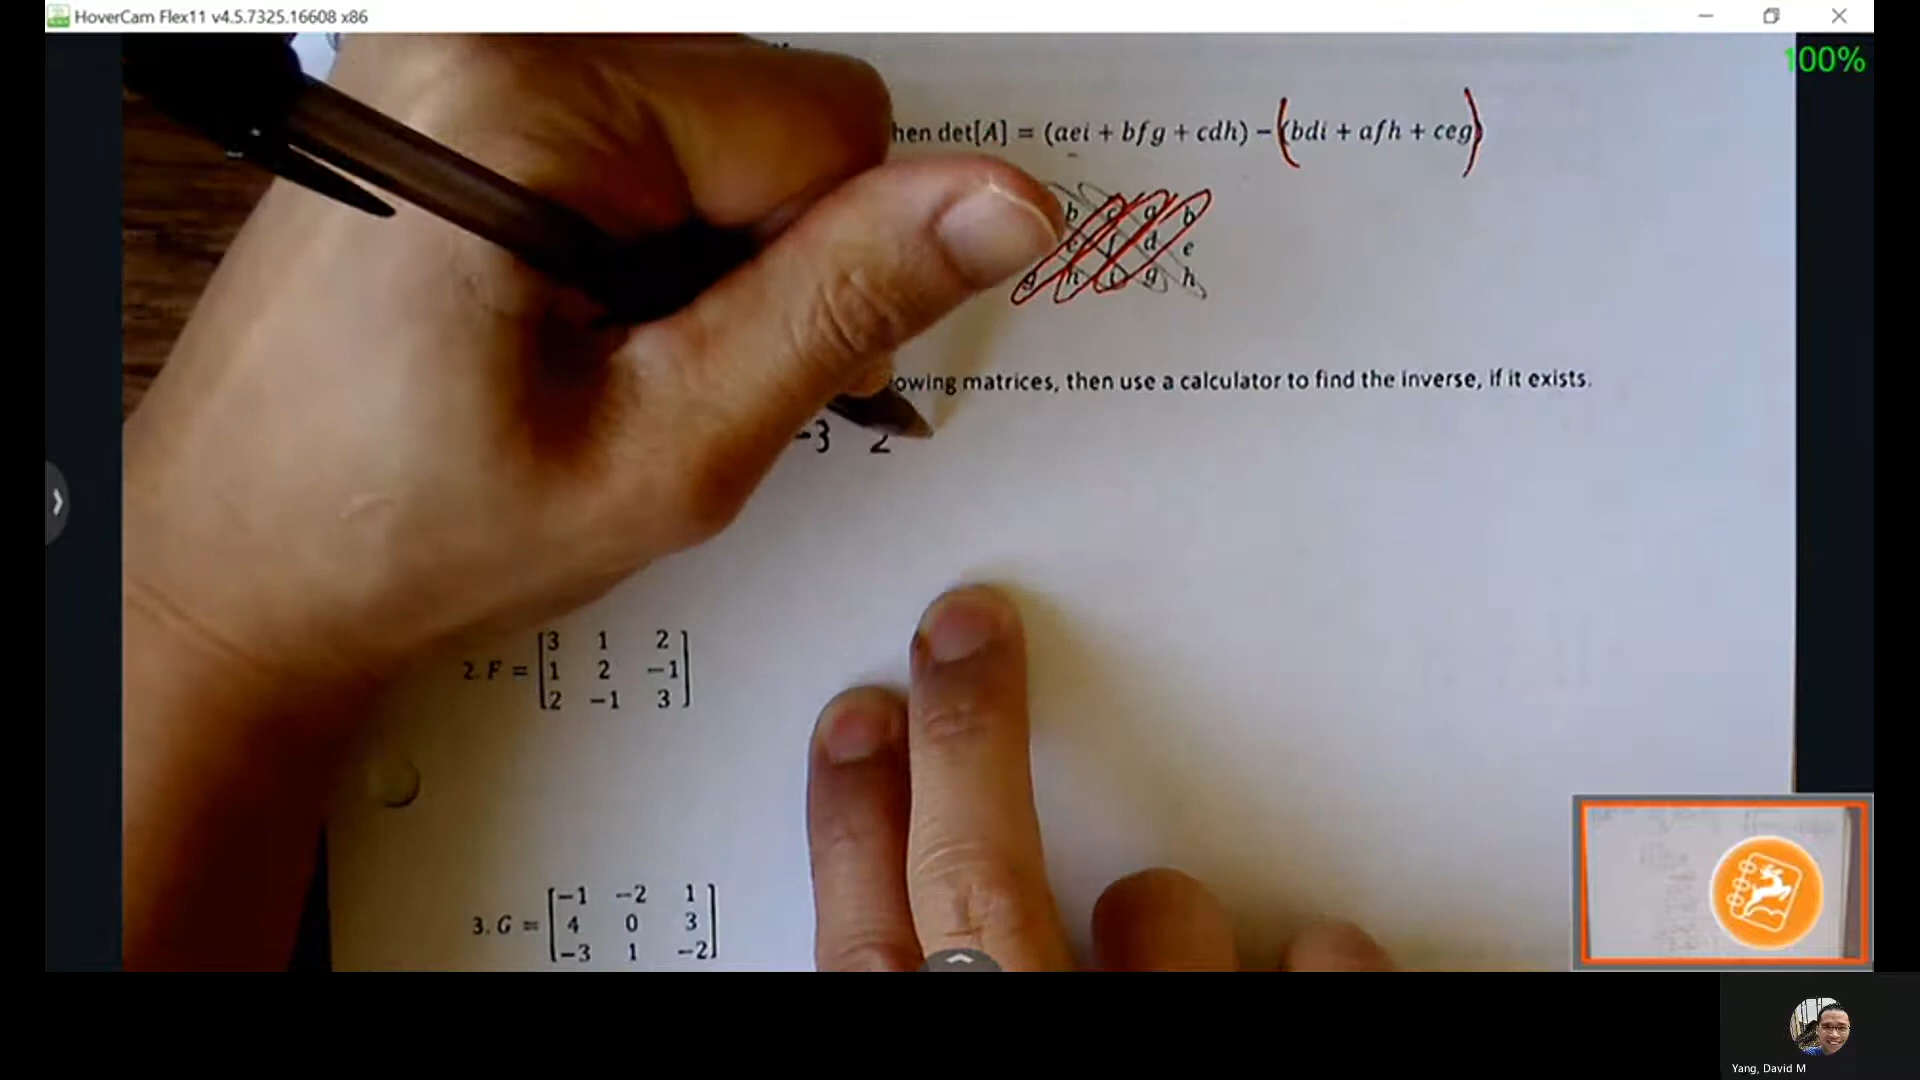 HoverCam Flex11 v4.5.7325.16608 x86
100%
hen det[A] = (aei + bfg + cdh) − (bdi + afh + ceg)
b c a b
e f d e
g h i g h
owing matrices, then use a calculator to find the inverse, if it exists.
-3 2
2. F = [3 1 2
1 2 −1
2 −1 3]
3. G = [−1 −2 1
4 0 3
−3 1 −2]
Yang, David M